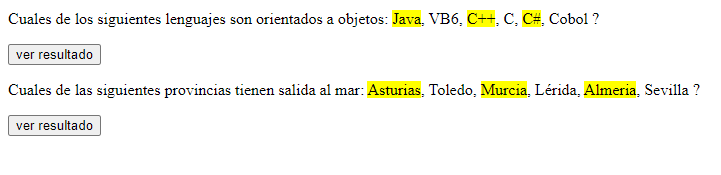 Cuales de los siguientes lenguajes son orientados a objetos: Java, VB6, C++, C, C#, Cobol ?
ver resultado
Cuales de las siguientes provincias tienen salida al mar: Asturias, Toledo, Murcia, Lérida, Almeria, Sevilla ?
ver resultado